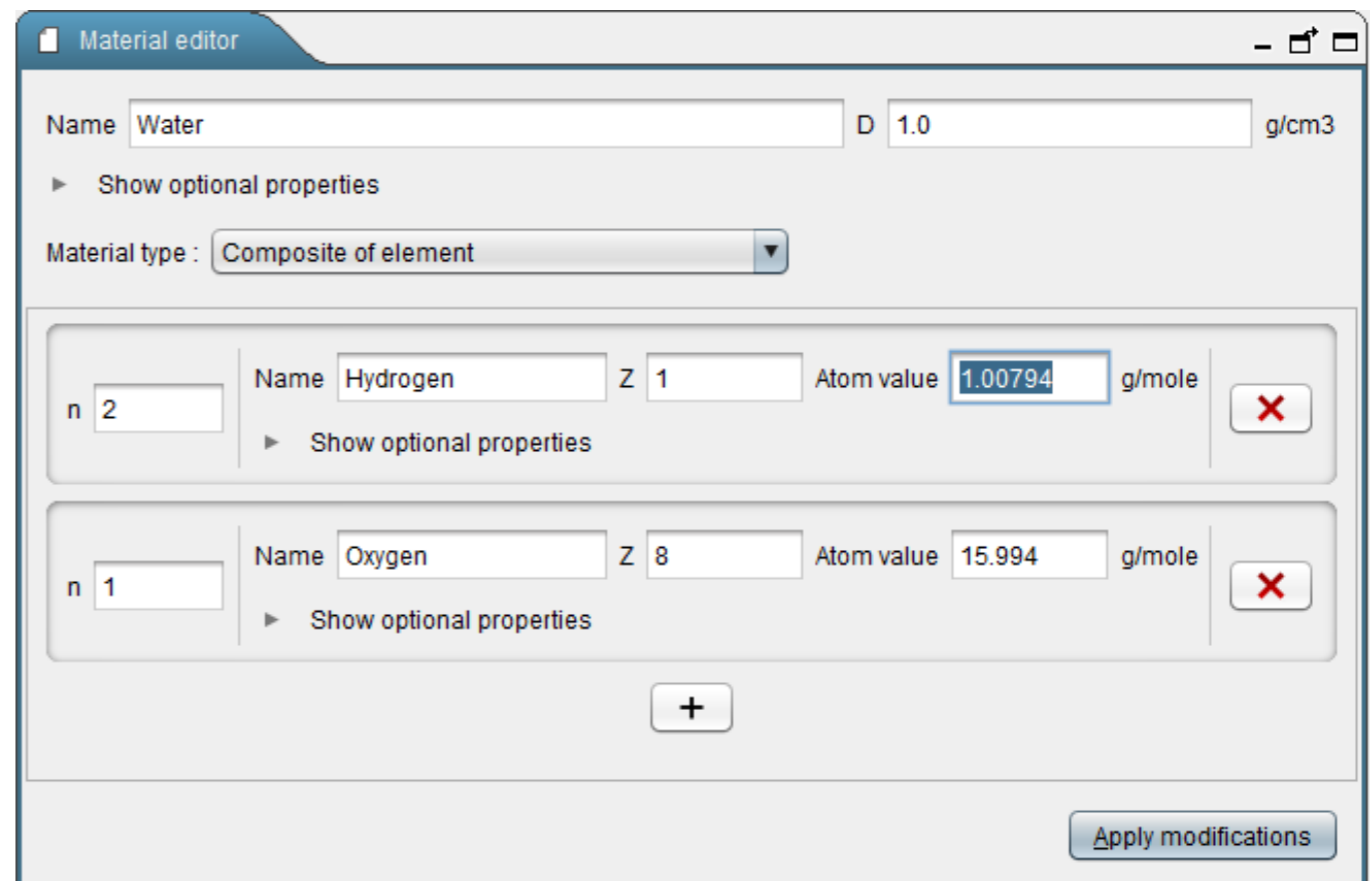 Material editor
Name Water D 1.0 g/cm3
Show optional properties
Material type : Composite of element
Name Hydrogen Z 1 Atom value 1.00794 g/mole
n 2
Show optional properties
Name Oxygen Z 8 Atom value 15.994 g/mole
n 1
Show optional properties
+
Apply modifications